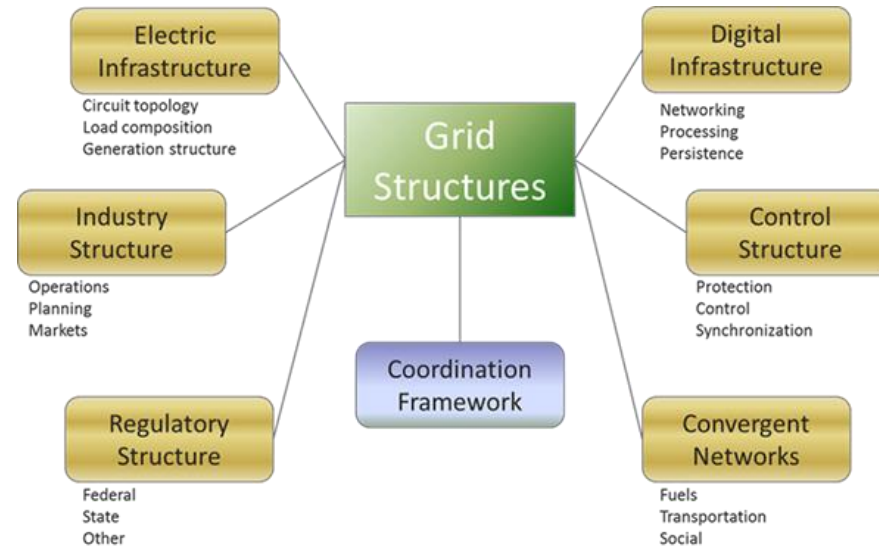 Electric
Infrastructure
Circuit topology
Load composition
Generation structure
Industry
Structure
Operations
Planning
Markets
Regulatory
Structure
Federal
State
Other
Grid
Structures
Coordination
Framework
Digital
Infrastructure
Networking
Processing
Persistence
Control
Structure
Protection
Control
Synchronization
Convergent
Networks
Fuels
Transportation
Social